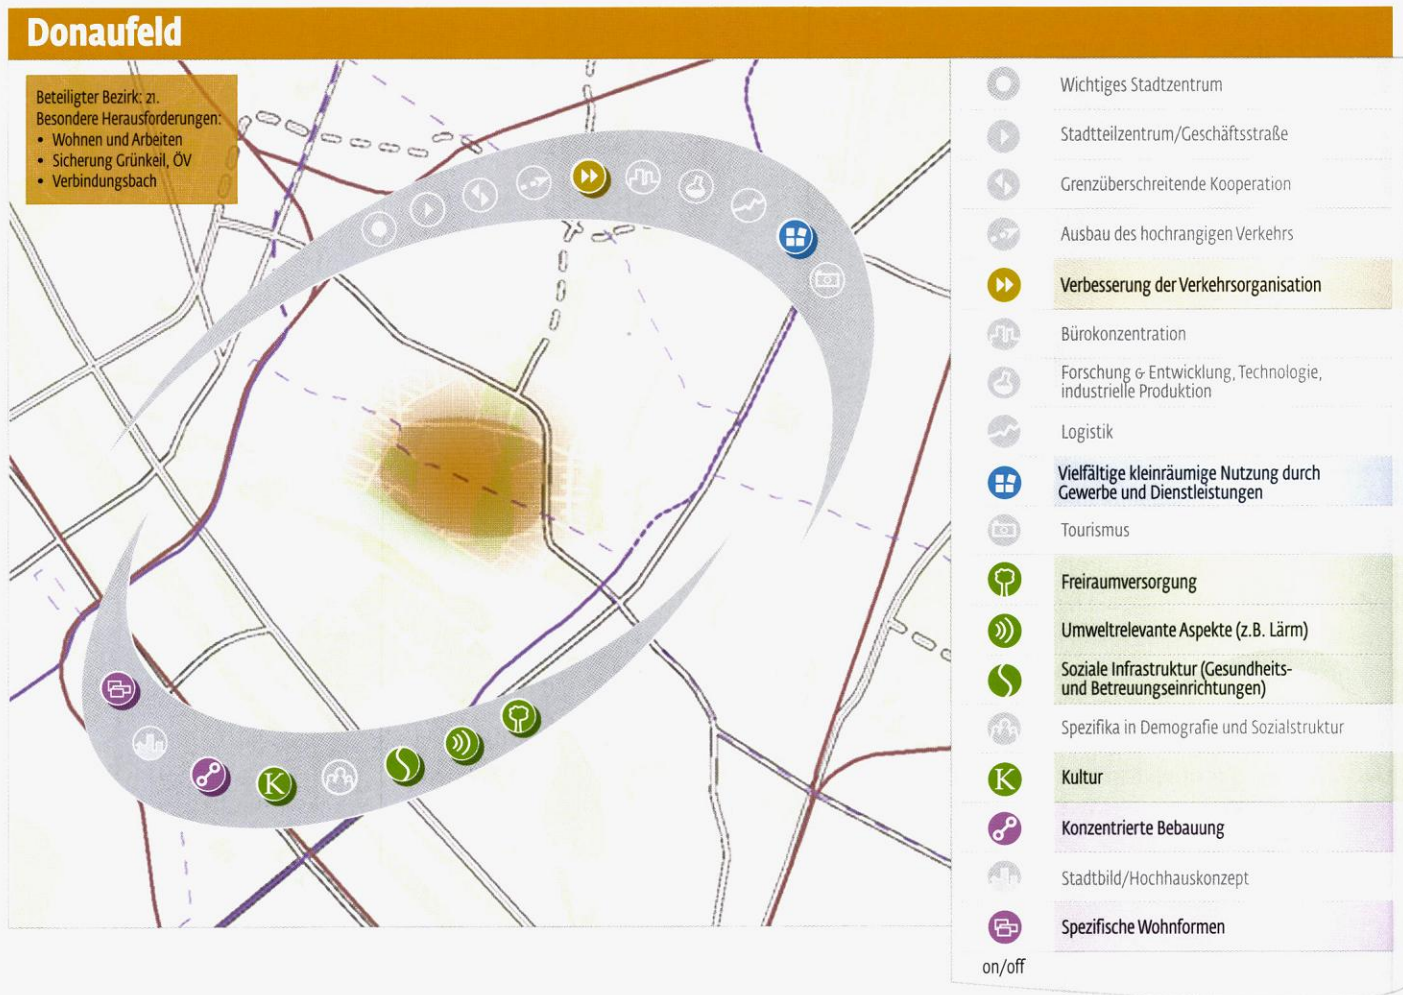 Donaufeld
Beteiligter Bezirk: 21.
Besondere Herausforderungen:
• Wohnen und Arbeiten
• Sicherung Grünkeil, ÖV
• Verbindungsbach
Wichtiges Stadtzentrum
Stadtteilzentrum/Geschäftsstraße
Grenzüberschreitende Kooperation
Ausbau des hochrangigen Verkehrs
Verbesserung der Verkehrsorganisation
Bürokonzentration
Forschung & Entwicklung, Technologie,
industrielle Produktion
Logistik
Vielfältige kleinräumige Nutzung durch
Gewerbe und Dienstleistungen
Tourismus
Freiraumversorgung
Umweltrelevante Aspekte (z.B. Lärm)
Soziale Infrastruktur (Gesundheits-
und Betreuungseinrichtungen)
Spezifika in Demografie und Sozialstruktur
K
Kultur
Konzentrierte Bebauung
Stadtbild/Hochhauskonzept
Spezifische Wohnformen
on/off
K